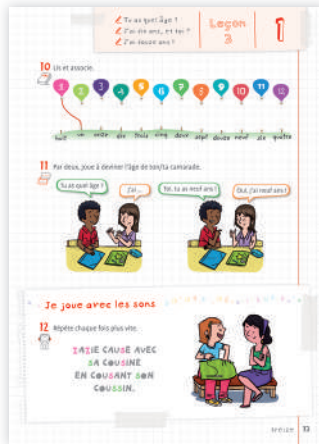 Tu as quel âge ?
J'ai dix ans, et toi ?
J'ai douze ans !
Leçon 3
1
10 Lis et associe.
1 2 3 4 5 6 7 8 9 10 11 12
huit un onze dix trois cinq deux sept douze neuf six quatre
11 Par deux, joue à deviner l'âge de ton/ta camarade.
Tu as quel âge ?
J'ai ...
Toi, tu as neuf ans !
Oui, j'ai neuf ans !
Je joue avec les sons
12 Répète chaque fois plus vite.
ZAZIE CAUSE AVEC
SA COUSINE
EN COUSANT SON
COUSSIN.
treize 13